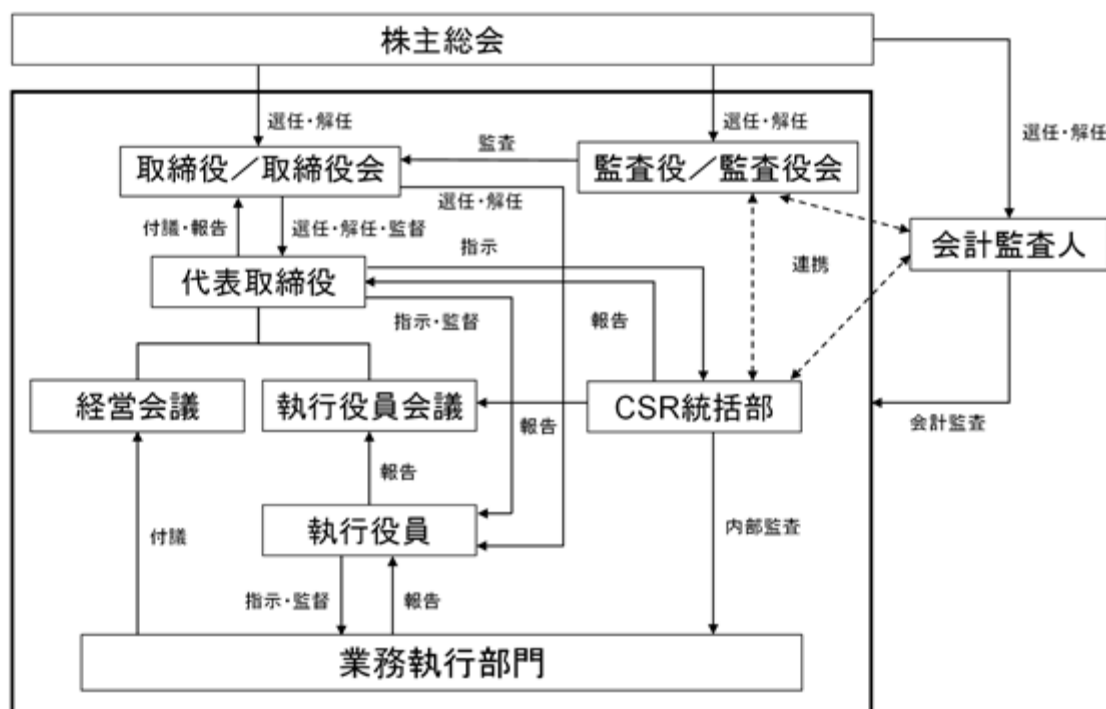 株主総会
選任・解任
選任・解任
選任・解任
監査
取締役／取締役会
監査役／監査役会
選任・解任
付議・報告
選任・解任・監督
指示
連携
会計監査人
代表取締役
指示・監督
報告
経営会議
執行役員会議
CSR統括部
報告
会計監査
報告
執行役員
付議
内部監査
指示・監督
報告
業務執行部門